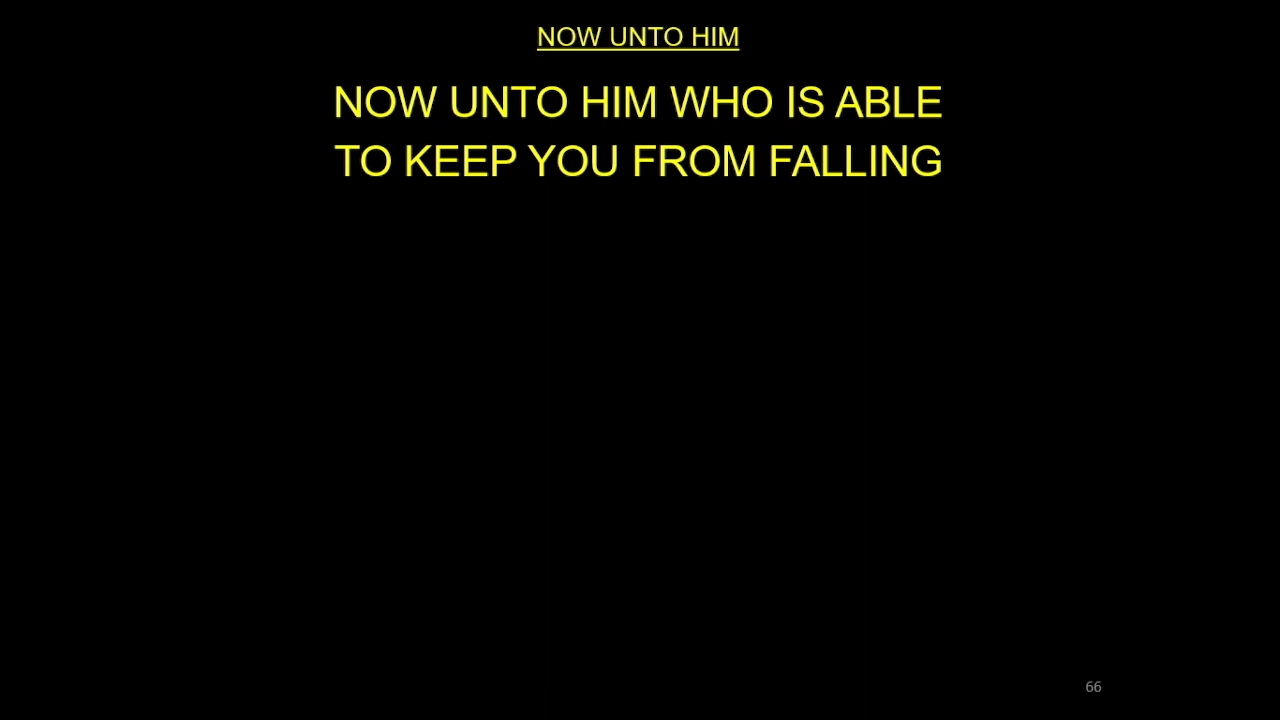 NOW UNTO HIM
NOW UNTO HIM WHO IS ABLE
TO KEEP YOU FROM FALLING
66